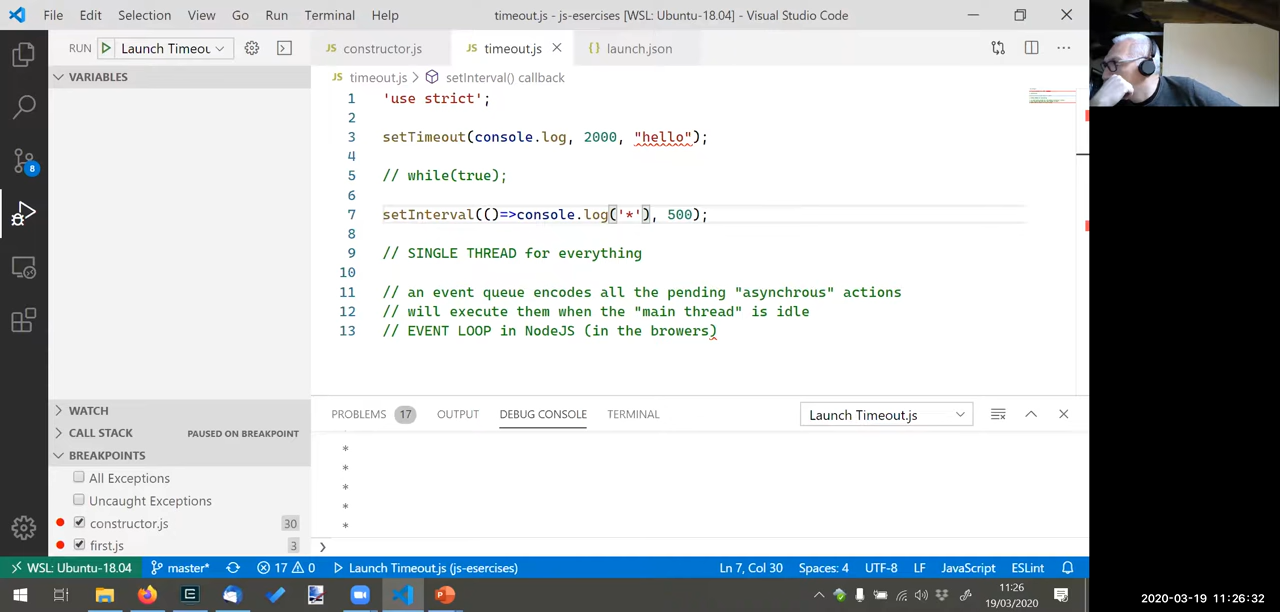 File Edit Selection View Go Run Terminal Help
timeout.js - js-esercises [WSL: Ubuntu-18.04] - Visual Studio Code
RUN Launch Timeou
JS constructor.js JS timeout.js {} launch.json
VARIABLES
JS timeout.js > setInterval() callback
1 'use strict';
2
3 setTimeout(console.log, 2000, "hello");
4
5 // while(true);
6
7 setInterval(()=>console.log('*'), 500);
8
9 // SINGLE THREAD for everything
10
11 // an event queue encodes all the pending "asynchrous" actions
12 // will execute them when the "main thread" is idle
13 // EVENT LOOP in NodeJS (in the browers)
8
WATCH
CALL STACK PAUSED ON BREAKPOINT
BREAKPOINTS
All Exceptions
Uncaught Exceptions
constructor.js 30
first.js 3
PROBLEMS 17 OUTPUT DEBUG CONSOLE TERMINAL Launch Timeout.js
*
*
*
*
*
WSL: Ubuntu-18.04 master* 17 0 Launch Timeout.js (js-esercises)
Ln 7, Col 30 Spaces: 4 UTF-8 LF JavaScript ESLint
11:26
19/03/2020
2020-03-19 11:26:32